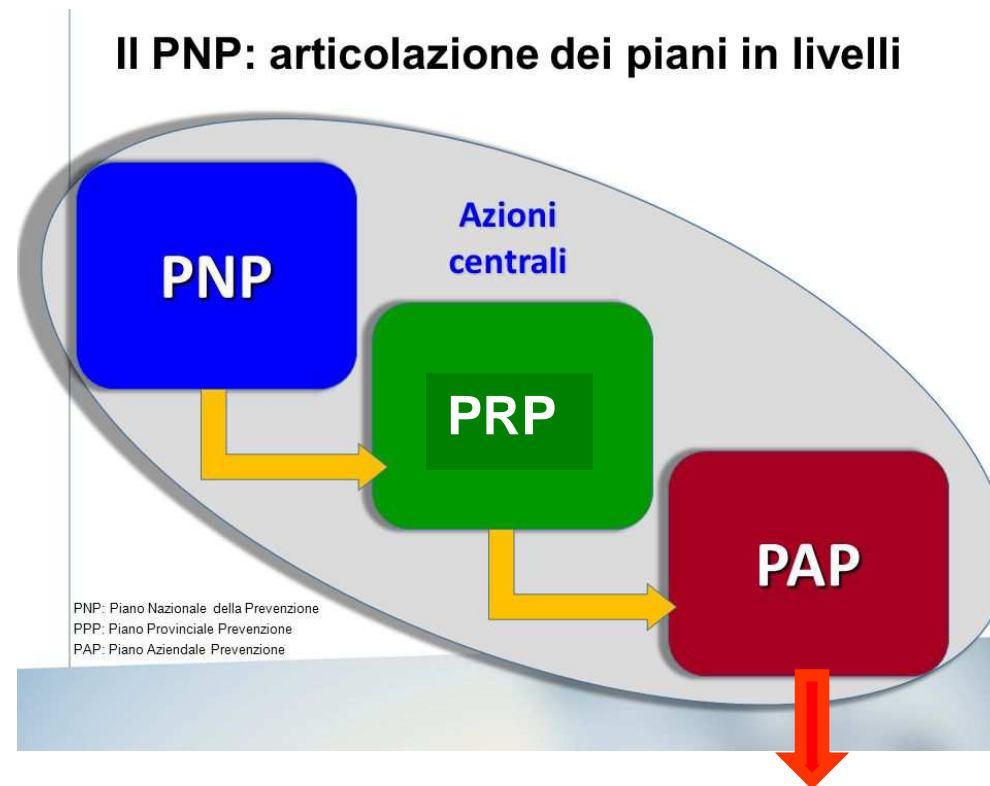 Il PNP: articolazione dei piani in livelli
PNP
Azioni
centrali
PRP
PAP
PNP: Piano Nazionale della Prevenzione
PPP: Piano Provinciale Prevenzione
PAP: Piano Aziendale Prevenzione